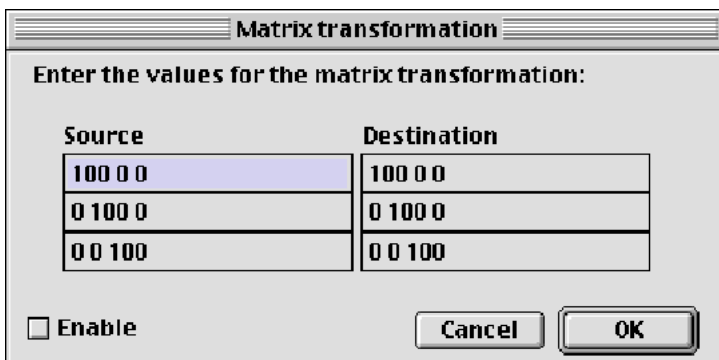 Matrix transformation
Enter the values for the matrix transformation:
Source Destination
100 0 0 100 0 0
0 100 0 0 100 0
0 0 100 0 0 100
Enable Cancel OK